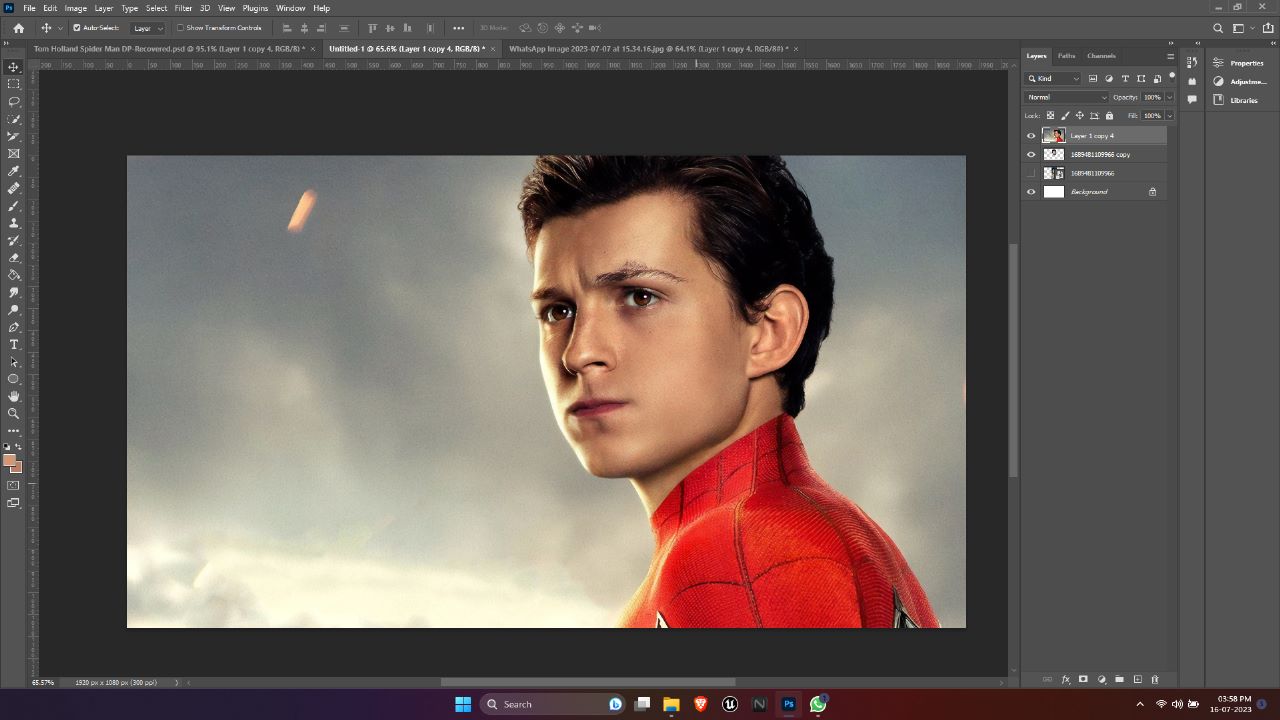 Ps File Edit Image Layer Type Select Filter 3D View Plugins Window Help
Auto-Select: Layer Show Transform Controls 3D Mode:
Tom Holland Spider Man DP-Recovered.psd @ 95.1% (Layer 1 copy 4, RGB/8) * × Untitled-1 @ 65.6% (Layer 1 copy 4, RGB/8) * × WhatsApp Image 2023-07-07 at 15.34.16.jpg @ 64.1% (Layer 1 copy 4, RGB/8#) * ×
200 150 100 50 0 50 100 150 200 250 300 350 400 450 500 550 600 650 700 750 800 850 900 950 1000 1050 1100 1150 1200 1250 1300 1350 1400 1450 1500 1550 1600 1650 1700 1750 1800 1850 1900 1950
Layers Paths Channels
Properties
Kind
Adjustme...
Normal Opacity: 100%
Libraries
Lock: Fill: 100%
Layer 1 copy 4
1689481109966 copy
1689481109966
Background
65.57% 1920 px x 1080 px (300 ppi)
Search
Ps
03:58 PM
16-07-2023